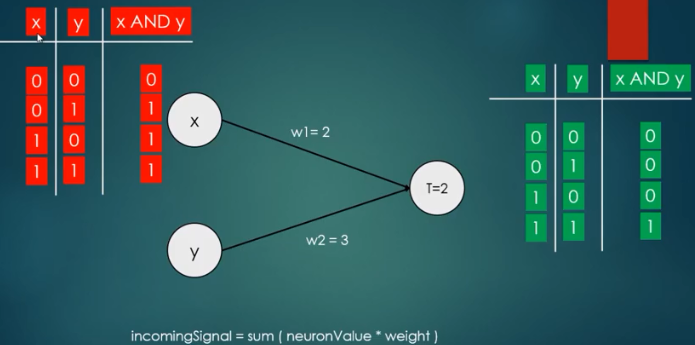 x y x AND y
0 0 0
0 1 1
1 0 1
1 1 1
x
w1= 2
T=2
w2 = 3
y
x y x AND y
0 0 0
0 1 0
1 0 0
1 1 1
incomingSignal = sum ( neuronValue * weight )